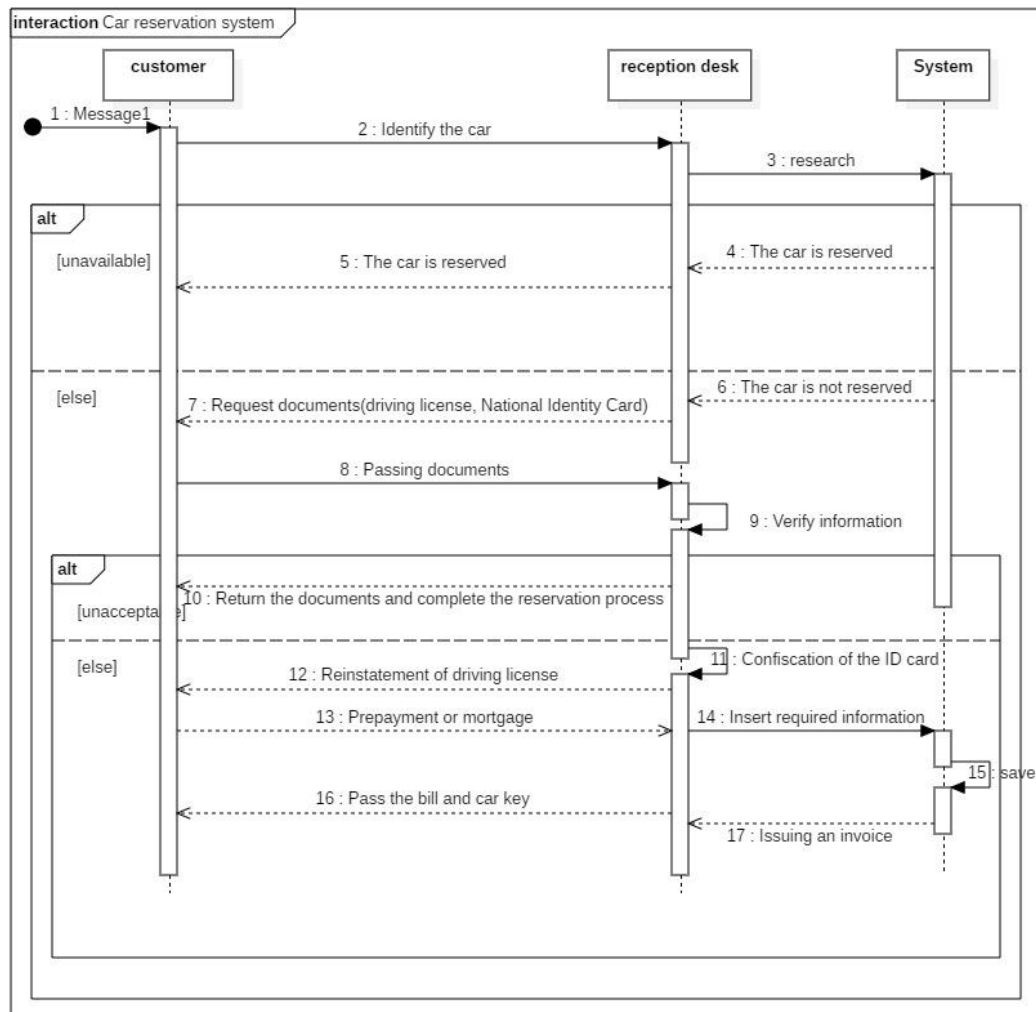 interaction Car reservation system
customer
reception desk
System
1 : Message1
2 : Identify the car
3 : research
alt
[unavailable]
4 : The car is reserved
5 : The car is reserved
[else]
6 : The car is not reserved
7 : Request documents(driving license, National Identity Card)
8 : Passing documents
9 : Verify information
alt
10 : Return the documents and complete the reservation process
[unacceptable]
[else]
11 : Confiscation of the ID card
12 : Reinstatement of driving license
13 : Prepayment or mortgage
14 : Insert required information
15 : save
16 : Pass the bill and car key
17 : Issuing an invoice